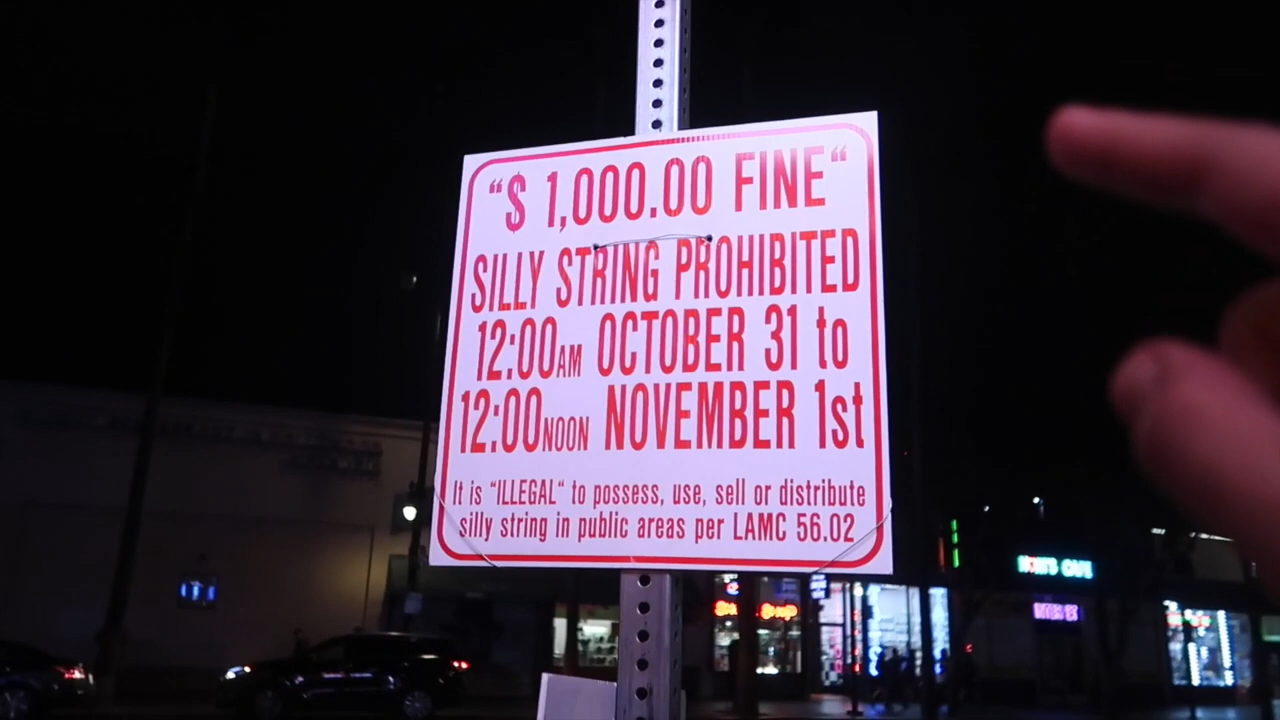 “$ 1,000.00 FINE“
SILLY STRING PROHIBITED
12:00AM OCTOBER 31 to
12:00NOON NOVEMBER 1st
It is “ILLEGAL“ to possess, use, sell or distribute
silly string in public areas per LAMC 56.02